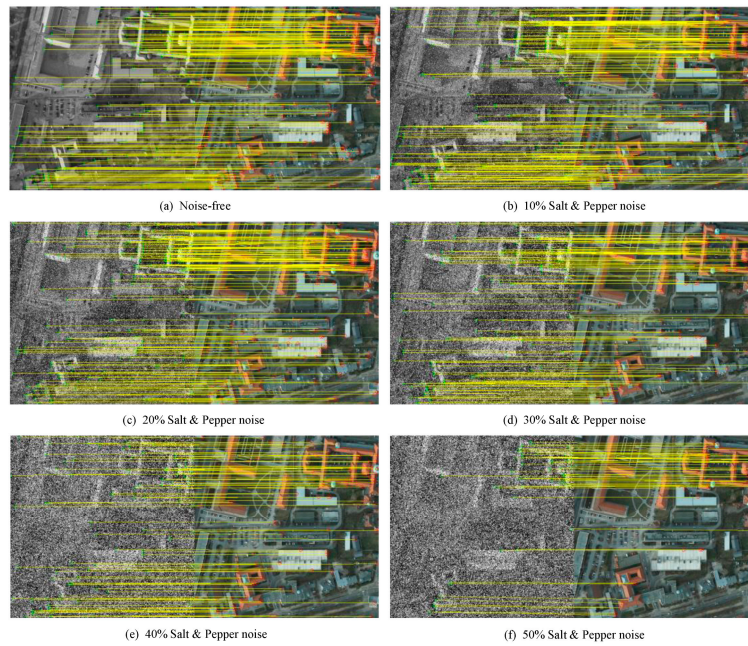 (a) Noise-free
(b) 10% Salt & Pepper noise
(c) 20% Salt & Pepper noise
(d) 30% Salt & Pepper noise
(e) 40% Salt & Pepper noise
(f) 50% Salt & Pepper noise